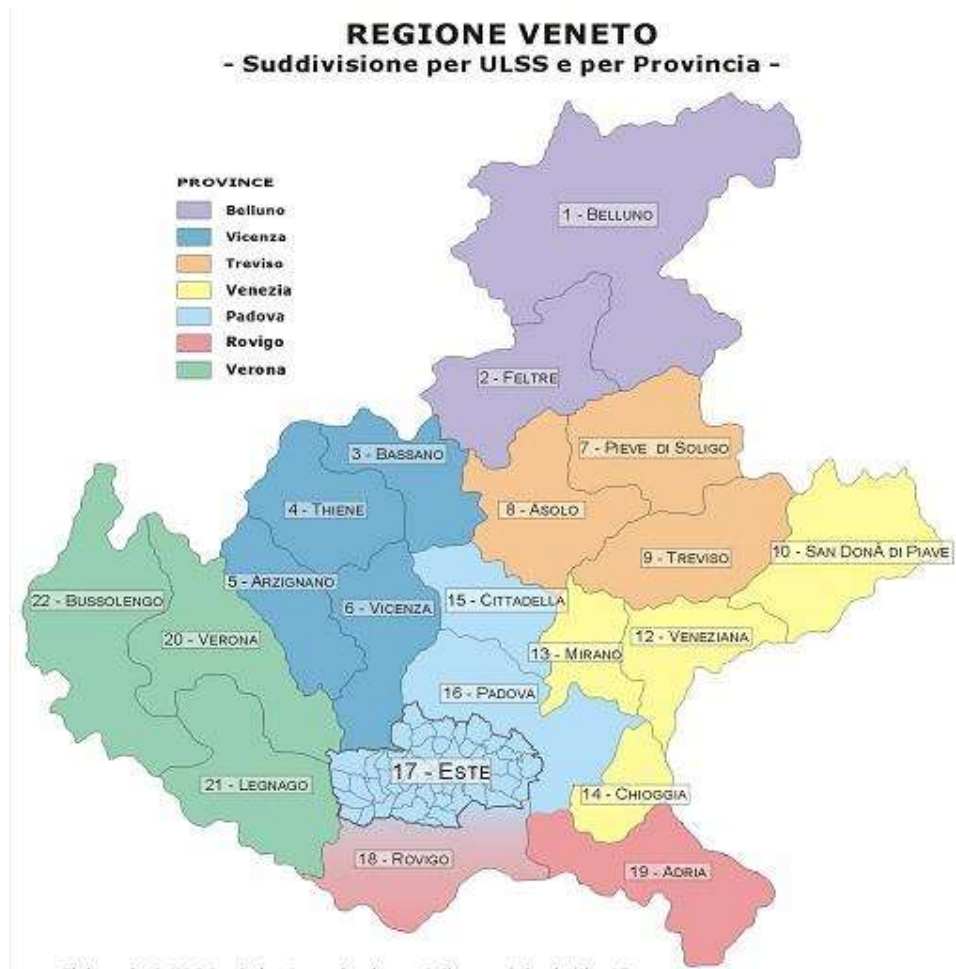 REGIONE VENETO
- Suddivisione per ULSS e per Provincia -
PROVINCE
Belluno
Vicenza
Treviso
Venezia
Padova
Rovigo
Verona
1 - BELLUNO
2 - FELTRE
3 - BASSANO
7 - PIEVE DI SOLIGO
4 - THIENE
8 - ASOLO
9 - TREVISO
10 - SAN DONÀ DI PIAVE
5 - ARZIGNANO
22 - BUSSOLENGO
6 - VICENZA
15 - CITTADELLA
20 - VERONA
12 - VENEZIANA
13 - MIRANO
16 - PADOVA
17 - ESTE
21 - LEGNAGO
14 - CHIOGGIA
18 - ROVIGO
19 - ADRIA